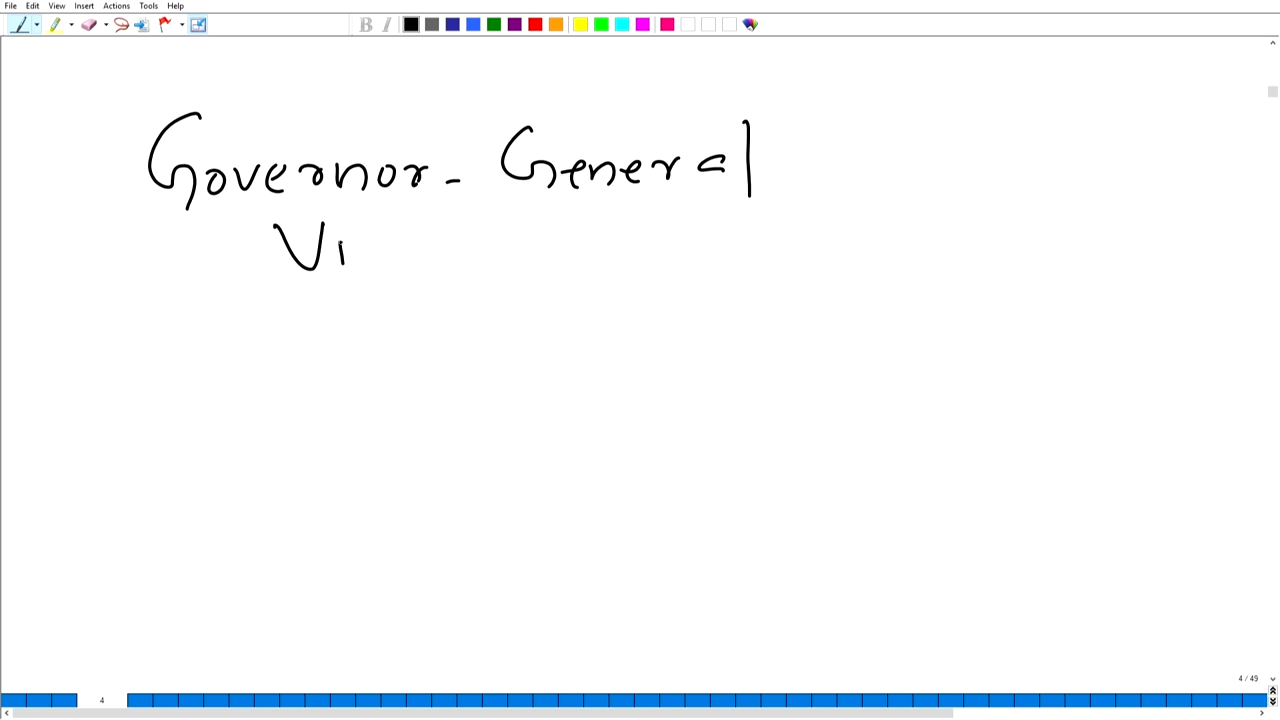 File Edit View Insert Actions Tools Help
B I
Governor - General
Vi
4 / 49
4